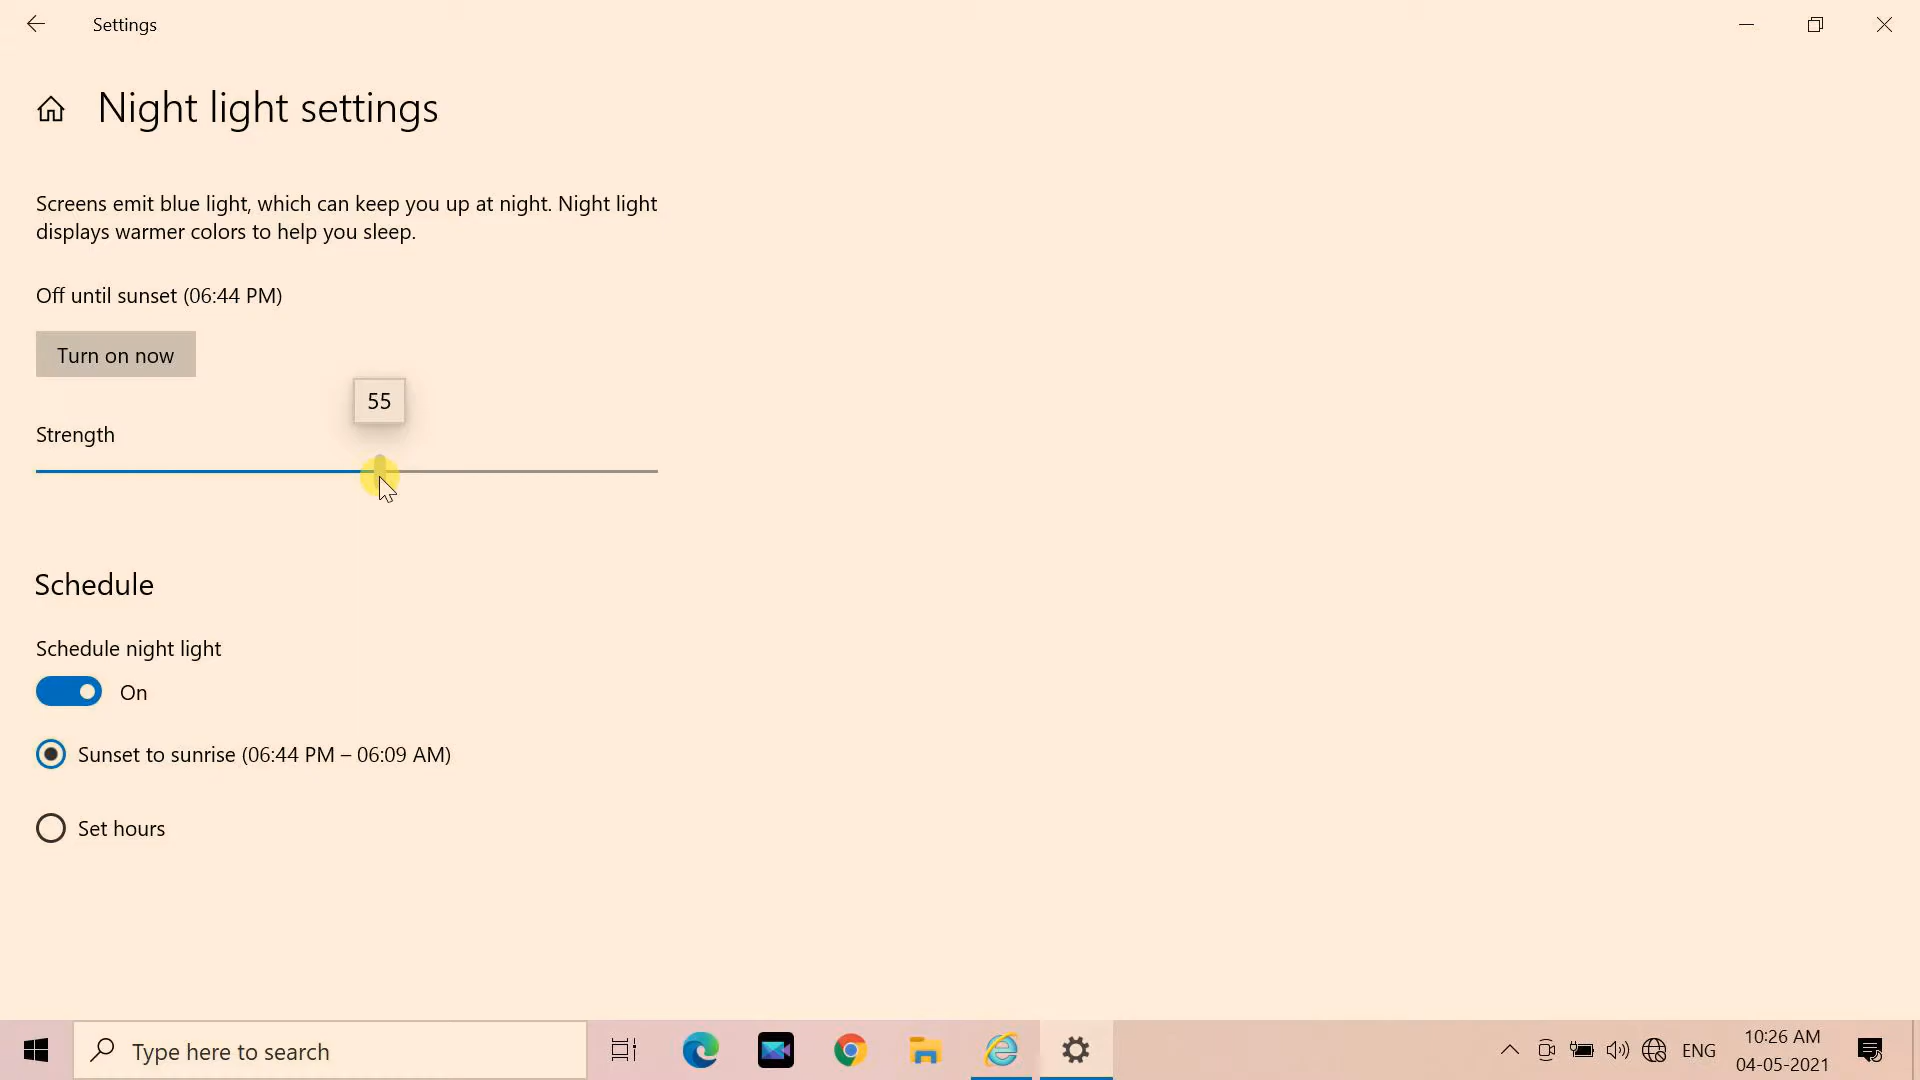 Settings
Night light settings
Screens emit blue light, which can keep you up at night. Night light
displays warmer colors to help you sleep.
Off until sunset (06:44 PM)
Turn on now
55
Strength
Schedule
Schedule night light
On
Sunset to sunrise (06:44 PM – 06:09 AM)
Set hours
Type here to search
ENG
10:26 AM
04-05-2021